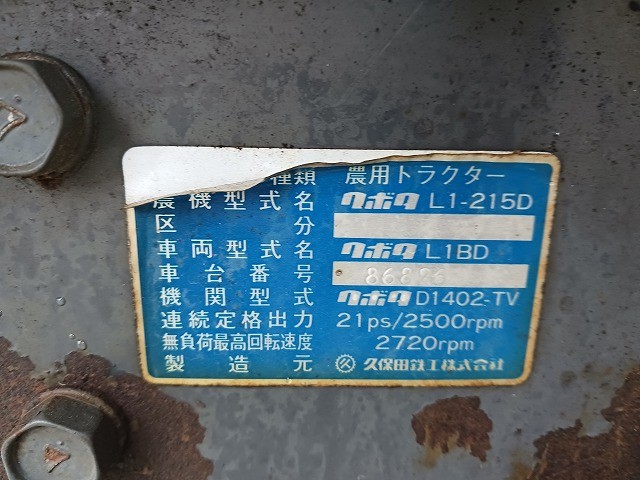 種類 農用トラクター
農機型式名 クボタ L1-215D
区分
車両型式名 クボタ L1BD
車台番号
機関型式 クボタ D1402-TV
連続定格出力 21ps/2500rpm
無負荷最高回転速度 2720rpm
製造元 久保田鉄工株式会社